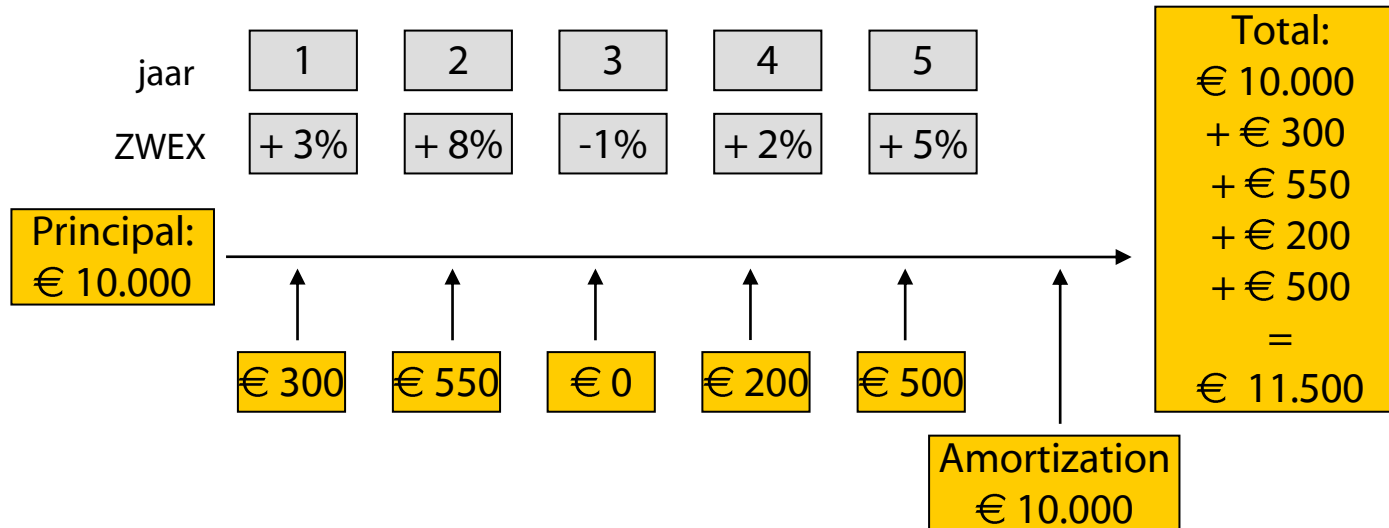 jaar 1 2 3 4 5
ZWEX + 3% + 8% -1% + 2% + 5%
Principal:
€ 10.000
€ 300 € 550 € 0 € 200 € 500
Amortization
€ 10.000
Total:
€ 10.000
+ € 300
+ € 550
+ € 200
+ € 500
=
€ 11.500